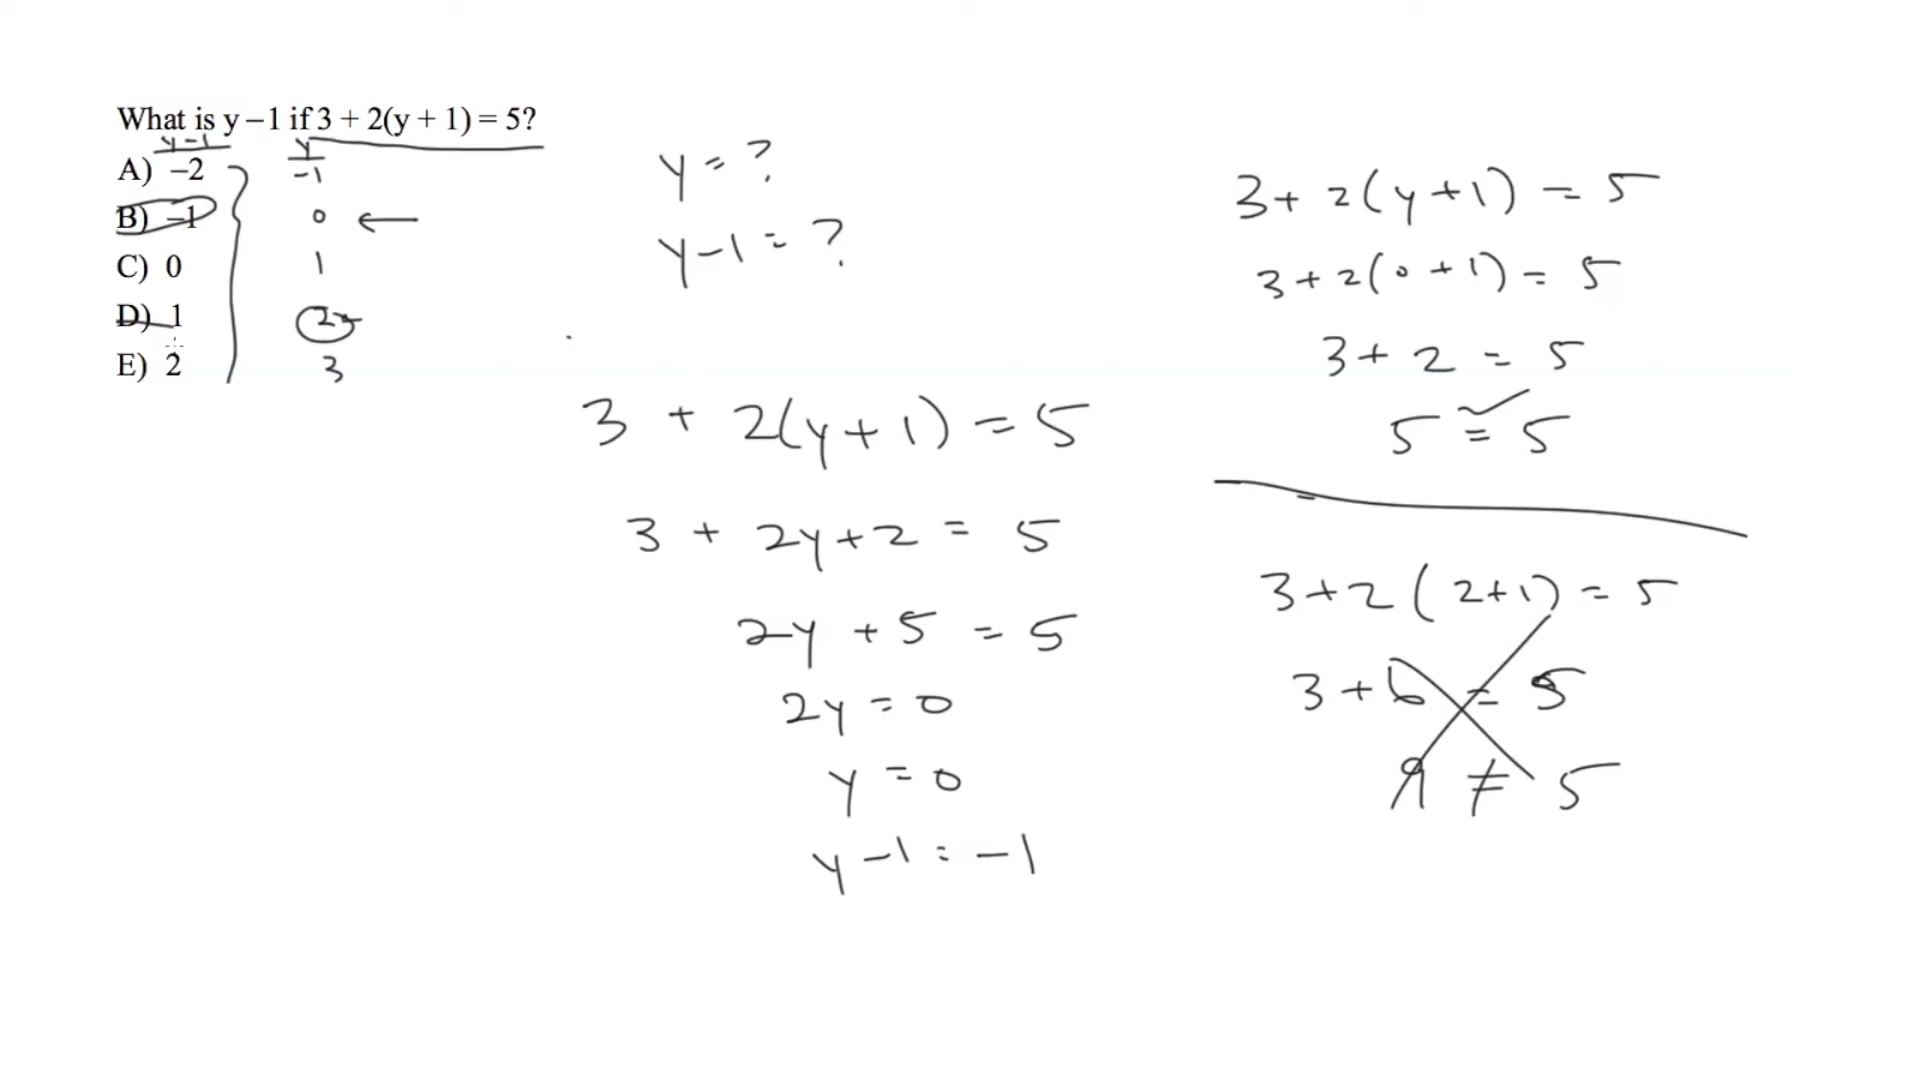 What is y – 1 if 3 + 2(y + 1) = 5?
y-1
y
A) –2
-1
B) –1
0
C) 0
1
D) 1
2
E) 2
3
y = ?
y-1 = ?
3 + 2(y+1) = 5
3 + 2y+2 = 5
2y + 5 = 5
2y = 0
y = 0
y-1 = -1
3+ 2(y+1) = 5
3+2(0+1) = 5
3+ 2 = 5
5 = 5
3+2(2+1) = 5
3+6 = 5
9 ≠ 5